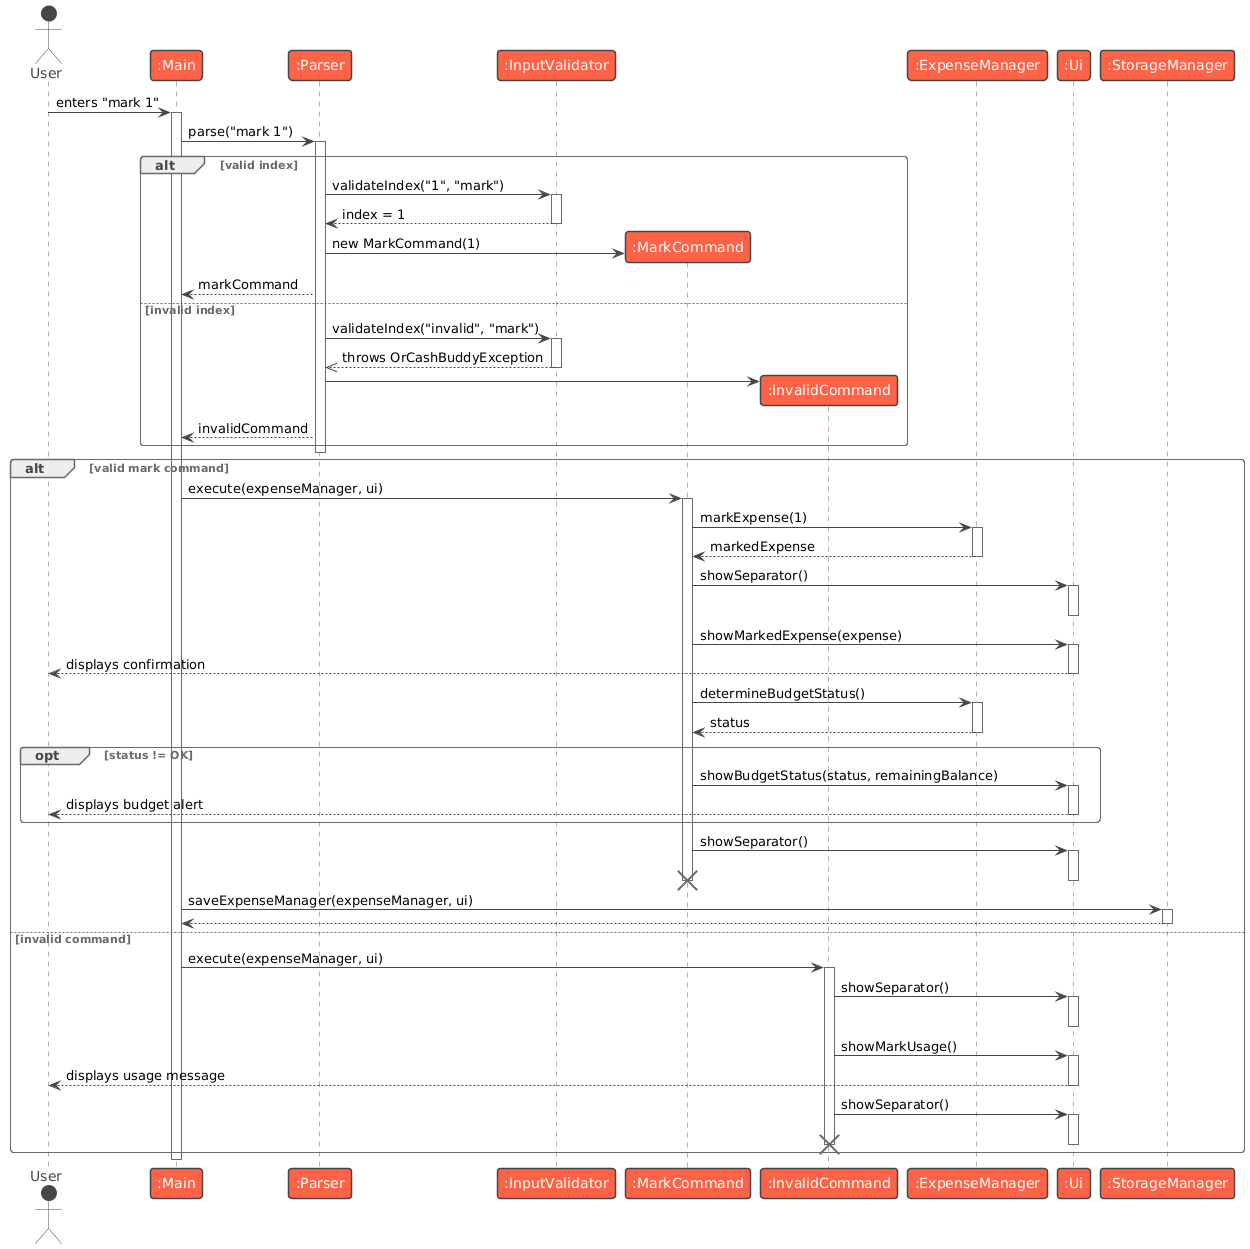 User
:Main
:Parser
:InputValidator
:ExpenseManager
:Ui
:StorageManager
enters "mark 1"
parse("mark 1")
alt
[valid index]
validateIndex("1", "mark")
index = 1
new MarkCommand(1)
:MarkCommand
markCommand
[invalid index]
validateIndex("invalid", "mark")
throws OrCashBuddyException
:InvalidCommand
invalidCommand
alt
[valid mark command]
execute(expenseManager, ui)
markExpense(1)
markedExpense
showSeparator()
showMarkedExpense(expense)
displays confirmation
determineBudgetStatus()
status
opt
[status != OK]
showBudgetStatus(status, remainingBalance)
displays budget alert
showSeparator()
saveExpenseManager(expenseManager, ui)
[invalid command]
execute(expenseManager, ui)
showSeparator()
showMarkUsage()
displays usage message
showSeparator()
User
:Main
:Parser
:InputValidator
:MarkCommand
:InvalidCommand
:ExpenseManager
:Ui
:StorageManager